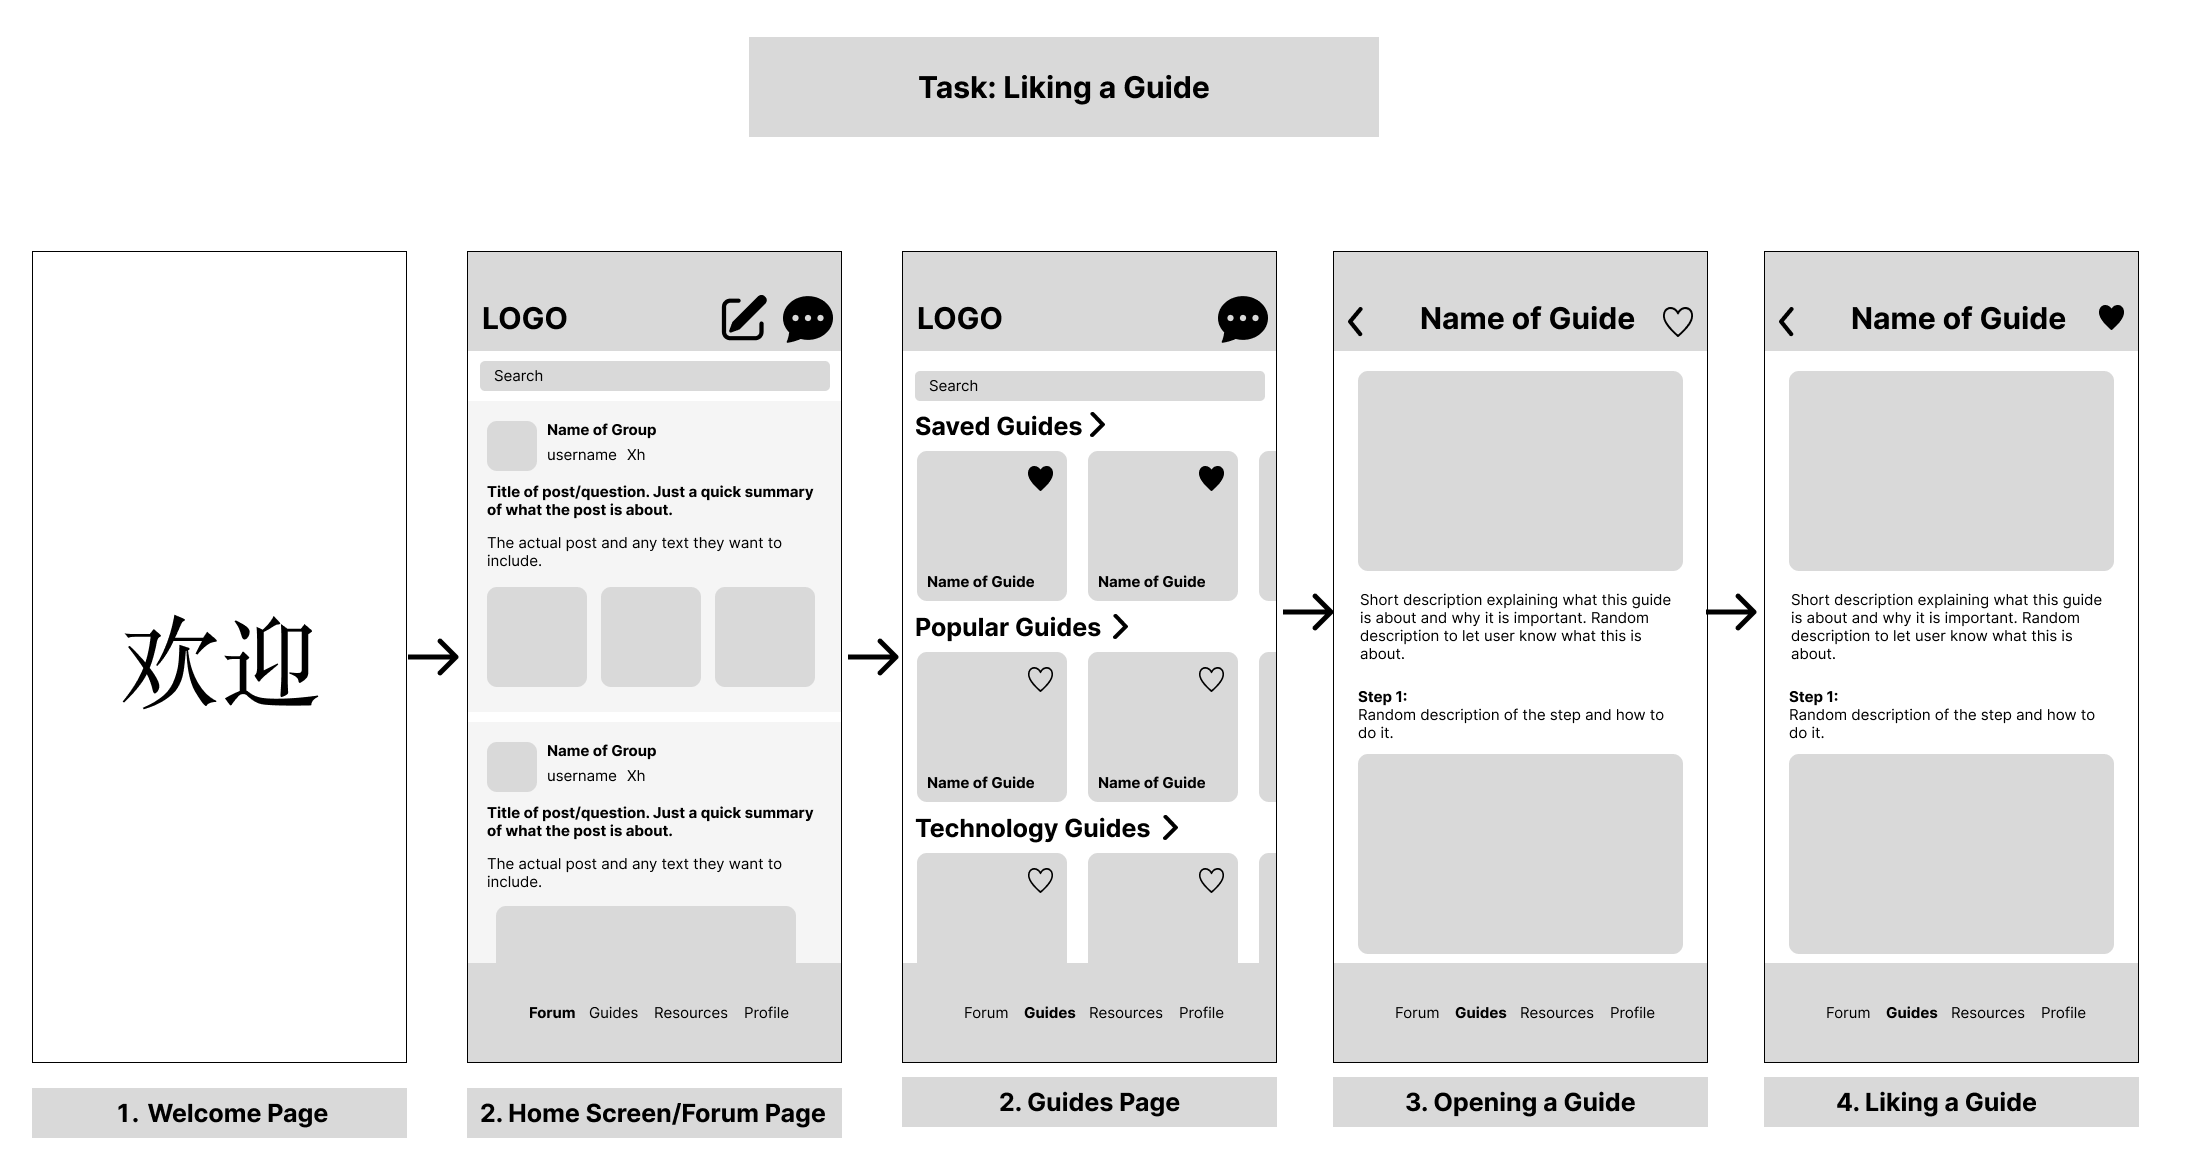 Task: Liking a Guide
欢迎
1. Welcome Page
LOGO
Search
Name of Group
username Xh
Title of post/question. Just a quick summary
of what the post is about.
The actual post and any text they want to
include.
Name of Group
username Xh
Title of post/question. Just a quick summary
of what the post is about.
The actual post and any text they want to
include.
Forum Guides Resources Profile
2. Home Screen/Forum Page
LOGO
Search
Saved Guides
Name of Guide Name of Guide
Popular Guides
Name of Guide Name of Guide
Technology Guides
Forum Guides Resources Profile
2. Guides Page
Name of Guide
Short description explaining what this guide
is about and why it is important. Random
description to let user know what this is
about.
Step 1:
Random description of the step and how to
do it.
Forum Guides Resources Profile
3. Opening a Guide
Name of Guide
Short description explaining what this guide
is about and why it is important. Random
description to let user know what this is
about.
Step 1:
Random description of the step and how to
do it.
Forum Guides Resources Profile
4. Liking a Guide